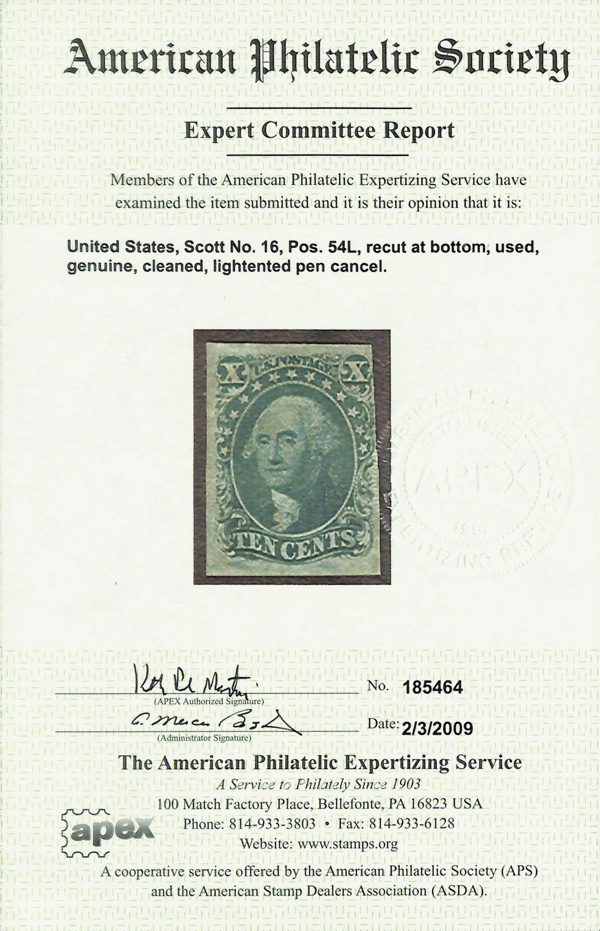 American Philatelic Society
Expert Committee Report
Members of the American Philatelic Expertizing Service have
examined the item submitted and it is their opinion that it is:
United States, Scott No. 16, Pos. 54L, recut at bottom, used,
genuine, cleaned, lightented pen cancel.
X U.S. POSTAGE X
TEN CENTS
APEX
(APEX Authorized Signature)
No. 185464
(Administrator Signature)
Date: 2/3/2009
The American Philatelic Expertizing Service
A Service to Philately Since 1903
100 Match Factory Place, Bellefonte, PA 16823 USA
Phone: 814-933-3803 • Fax: 814-933-6128
Website: www.stamps.org
apex
A cooperative service offered by the American Philatelic Society (APS)
and the American Stamp Dealers Association (ASDA).